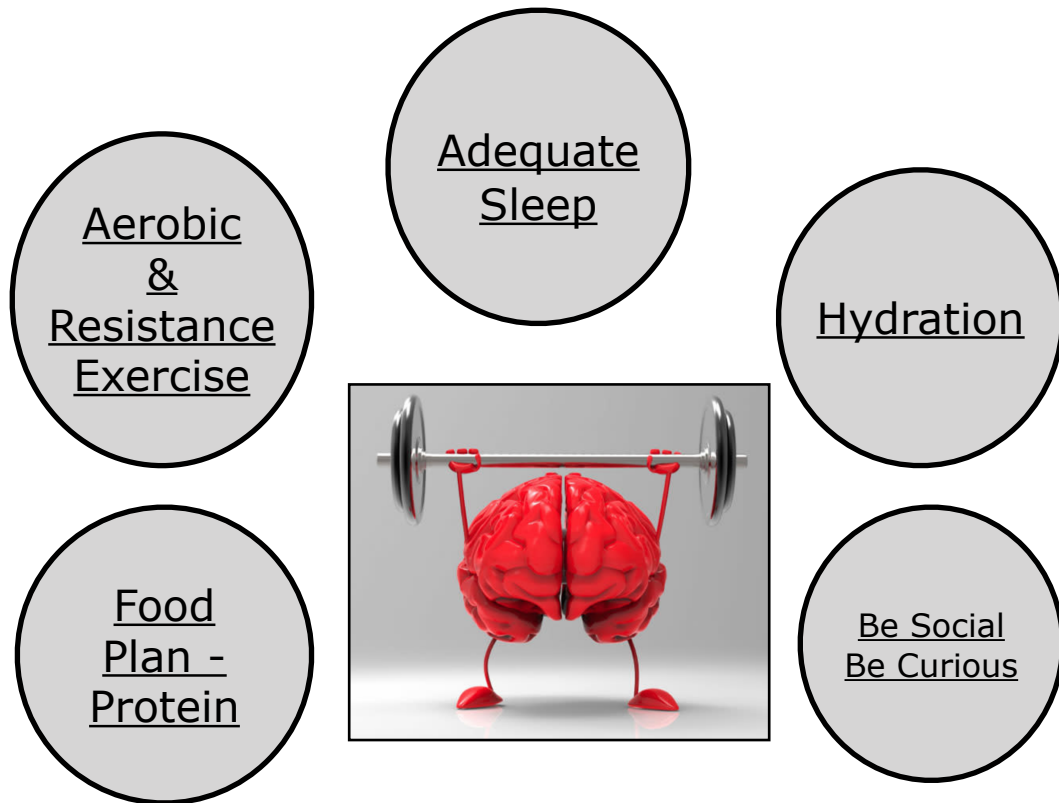 Adequate
Sleep
Aerobic
&
Resistance
Exercise
Hydration
Food
Plan -
Protein
Be Social
Be Curious